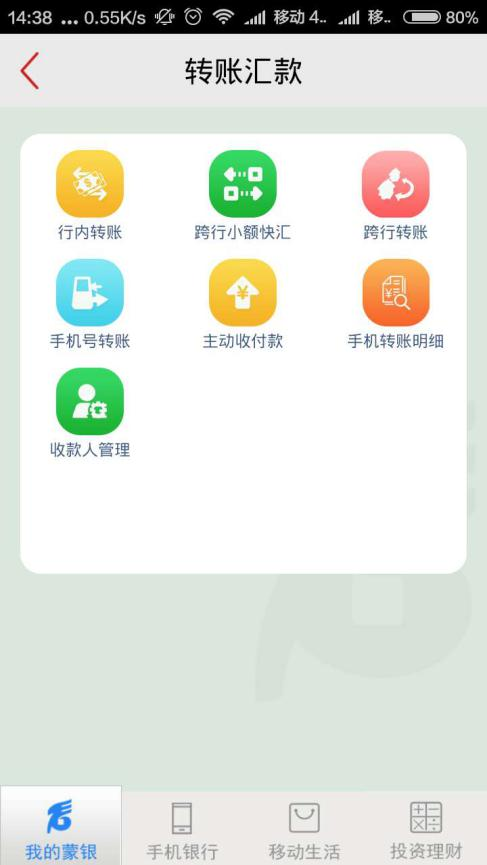 14:38 ... 0.55K/s 移动 4.. 移.. 80%
转账汇款
行内转账 跨行小额快汇 跨行转账
手机号转账 主动收付款 手机转账明细
收款人管理
我的蒙银 手机银行 移动生活 投资理财